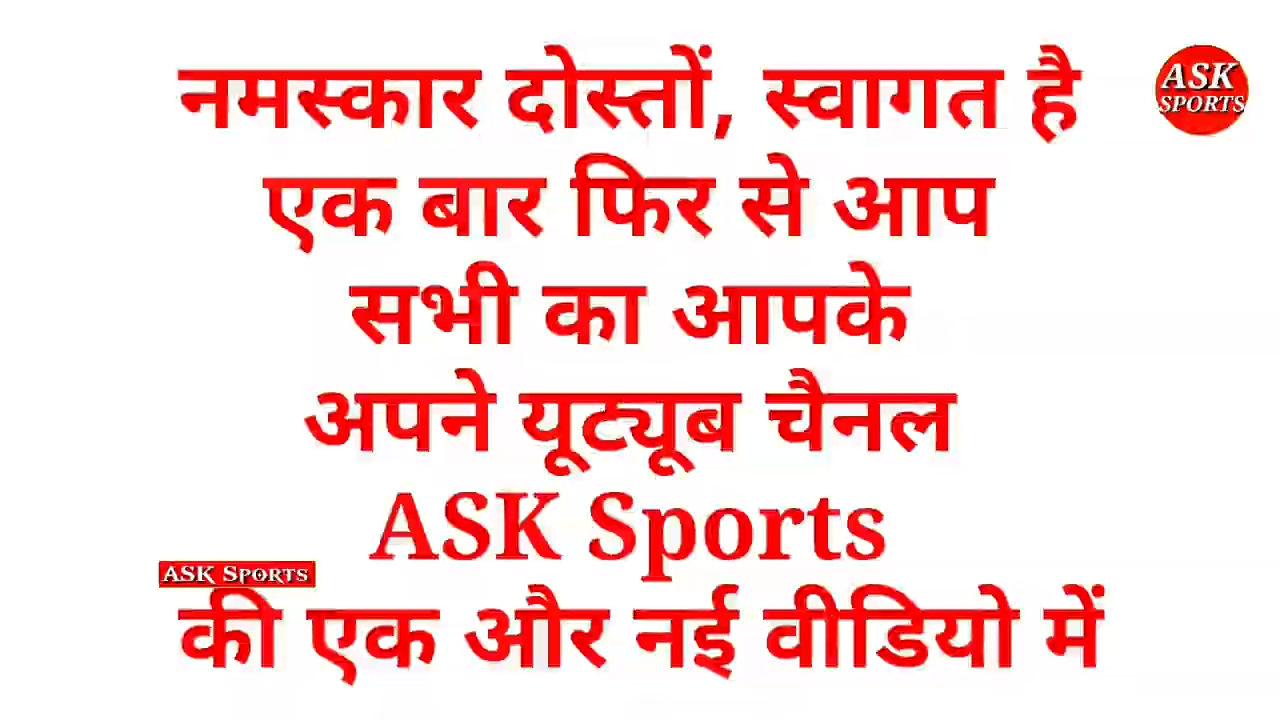 नमस्कार दोस्तों, स्वागत है
ASK
SPORTS
एक बार फिर से आप
सभी का आपके
अपने यूट्यूब चैनल
ASK Sports
ASK SPORTS
की एक और नई वीडियो में